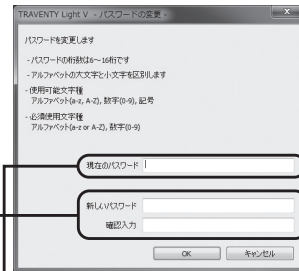 TRAVENTY Light V - パスワードの変更 -
パスワードを変更します
- パスワードの桁数は6～16桁です
- アルファベットの大文字と小文字を区別します
- 使用可能文字種
アルファベット(a-z, A-Z), 数字(0-9), 記号
- 必須使用文字種
アルファベット(a-z or A-Z), 数字(0-9)
現在のパスワード
新しいパスワード
確認入力
OK
キャンセル